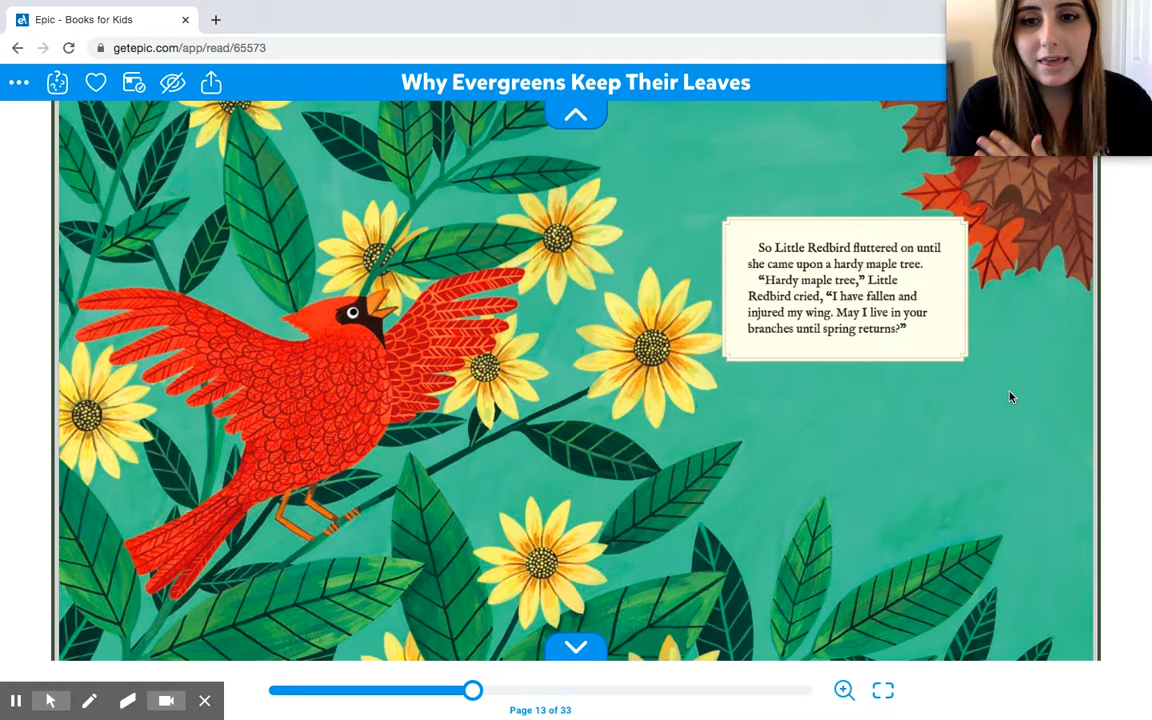 Epic - Books for Kids
getepic.com/app/read/65573
Why Evergreens Keep Their Leaves
So Little Redbird fluttered on until
she came upon a hardy maple tree.
“Hardy maple tree,” Little
Redbird cried, “I have fallen and
injured my wing. May I live in your
branches until spring returns?”
Page 13 of 33